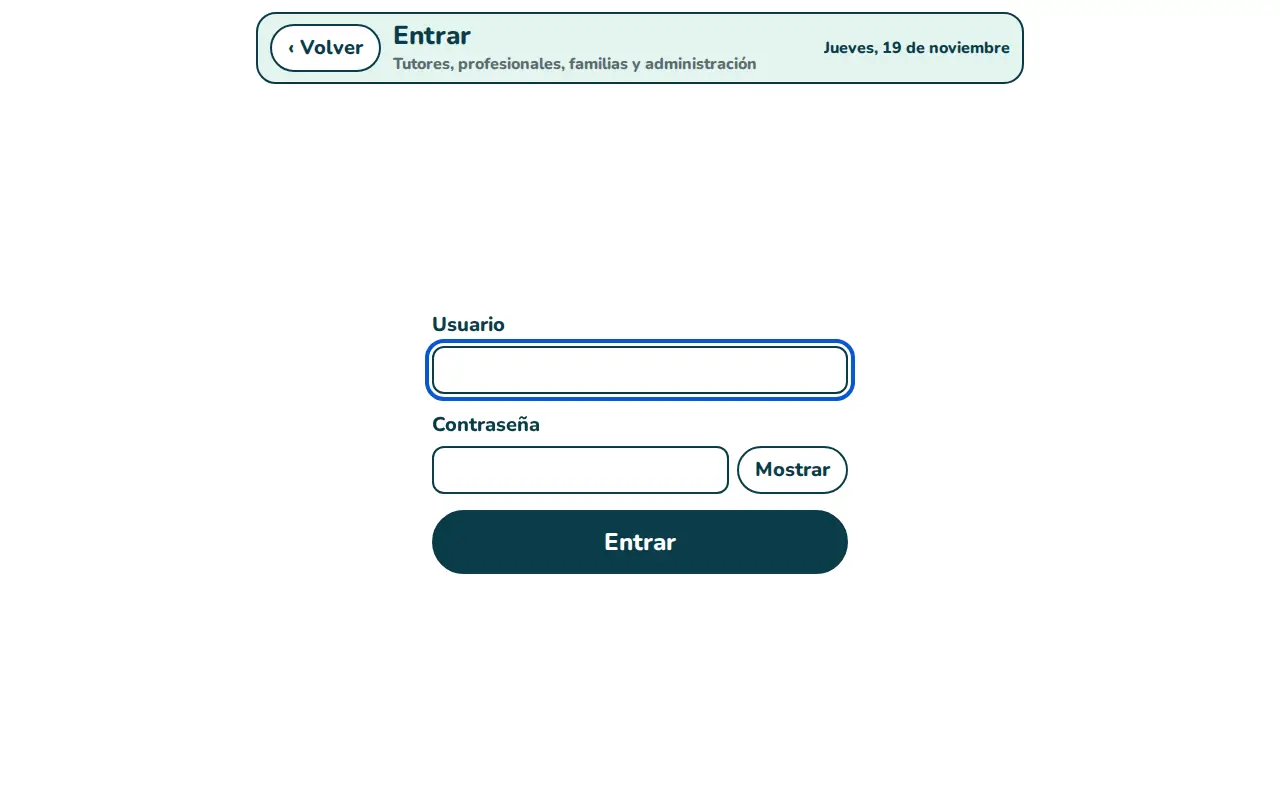 ‹ Volver
Entrar
Tutores, profesionales, familias y administración
Jueves, 19 de noviembre
Usuario
Contraseña
Mostrar
Entrar